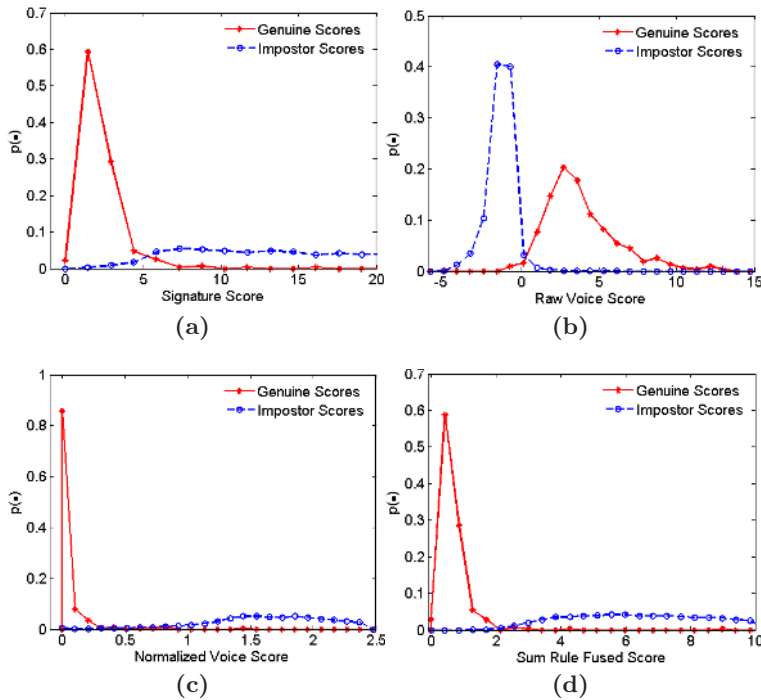 0.7
0.6
0.5
0.4
0.3
0.2
0.1
0
p(▪)
Genuine Scores
Impostor Scores
0 5 10 15 20
Signature Score
(a)
0.5
0.4
0.3
0.2
0.1
0
p(▪)
Genuine Scores
Impostor Scores
-5 0 5 10 15
Raw Voice Score
(b)
1
0.8
0.6
0.4
0.2
0
p(▪)
Genuine Scores
Impostor Scores
0 0.5 1 1.5 2 2.5
Normalized Voice Score
(c)
0.7
0.6
0.5
0.4
0.3
0.2
0.1
0
p(▪)
Genuine Scores
Impostor Scores
0 2 4 6 8 10
Sum Rule Fused Score
(d)